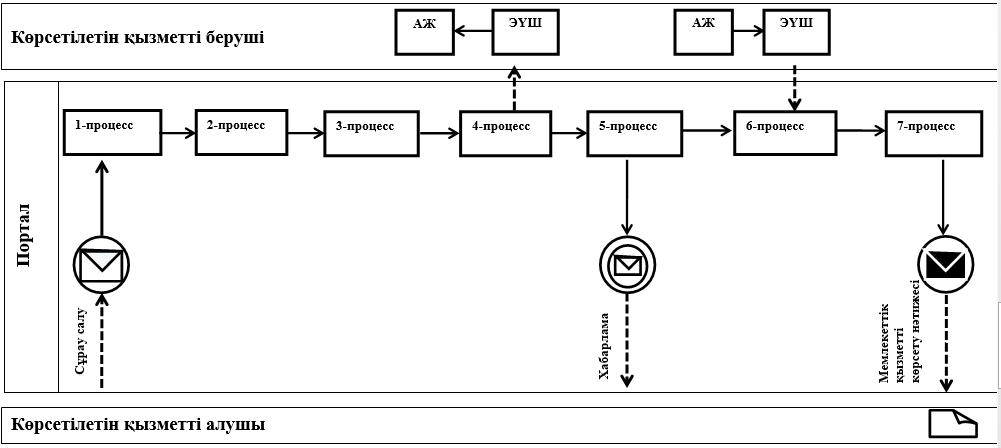 Көрсетілетін қызметті беруші
АЖ
ЭҮШ
АЖ
ЭҮШ
Портал
1-процесс
2-процесс
3-процесс
4-процесс
5-процесс
6-процесс
7-процесс
Сұрау салу
Хабарлама
Мемлекеттік
қызметті
көрсету нәтижесі
Көрсетілетін қызметті алушы